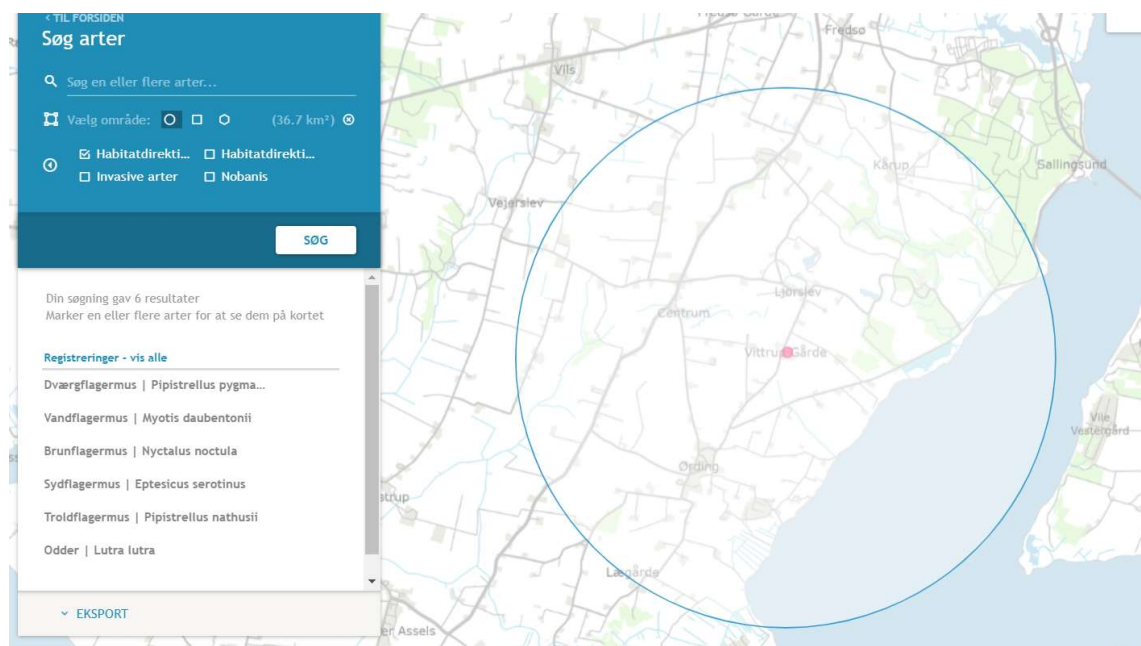 ‹ TIL FORSIDEN
Søg arter
Søg en eller flere arter...
Vælg område:
(36.7 km²)
Habitatdirekti...
Habitatdirekti...
Invasive arter
Nobanis
SØG
Din søgning gav 6 resultater
Marker en eller flere arter for at se dem på kortet
Registreringer - vis alle
Dværgflagermus | Pipistrellus pygma...
Vandflagermus | Myotis daubentonii
Brunflagermus | Nyctalus noctula
Sydflagermus | Eptesicus serotinus
Troldflagermus | Pipistrellus nathusii
Odder | Lutra lutra
EKSPORT
Fredsø
Vils
Kårup
Sallingsund
Vejerslev
Ljørslev
Centrum
Vittrup Gårde
Vile
Vestergård
Ørding
Lægårde
Assels